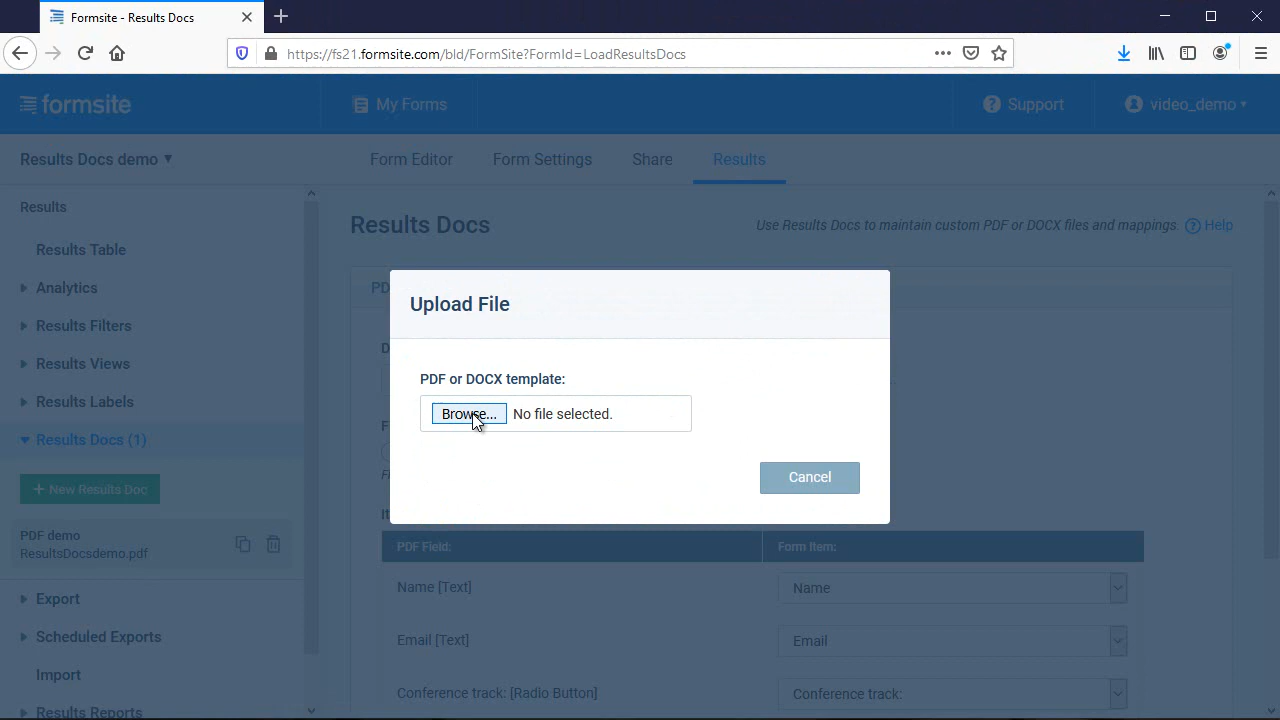 Formsite - Results Docs
https://fs21.formsite.com/bld/FormSite?FormId=LoadResultsDocs
formsite
My Forms
Support
video_demo
Results Docs demo
Form Editor
Form Settings
Share
Results
Results
Results Table
Analytics
Results Filters
Results Views
Results Labels
Results Docs (1)
+ New Results Doc
PDF demo
ResultsDocsdemo.pdf
Export
Scheduled Exports
Import
Results Reports
Results Docs
Use Results Docs to maintain custom PDF or DOCX files and mappings.
Help
Upload File
PDF or DOCX template:
Browse... No file selected.
Cancel
PDF Field:
Form Item:
Name [Text]
Name
Email [Text]
Email
Conference track: [Radio Button]
Conference track: